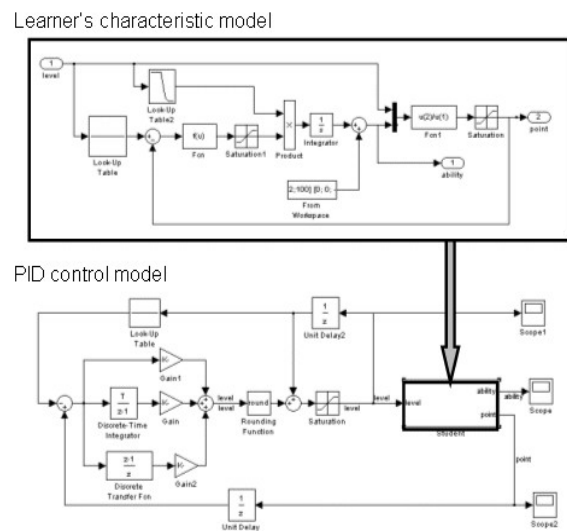 Learner's characteristic model
1
level
Look-Up
Table2
Look-Up
Table
f(u)
Fcn
Saturation1
×
Product
1
s
Integrator
2;100] [0; 0;
From
Workspace
u(2)/u(1)
Fcn1
Saturation
2
point
1
ability
PID control model
Look-Up
Table
1
z
Unit Delay2
Scope1
Gain1
T
z-1
Discrete-Time
Integrator
Gain
z-1
z
Discrete
Transfer Fcn
Gain2
level
level
round
Rounding
Function
Saturation
level
level
level
ability
point
Student
ability
Scope
point
1
z
Unit Delay
Scope2